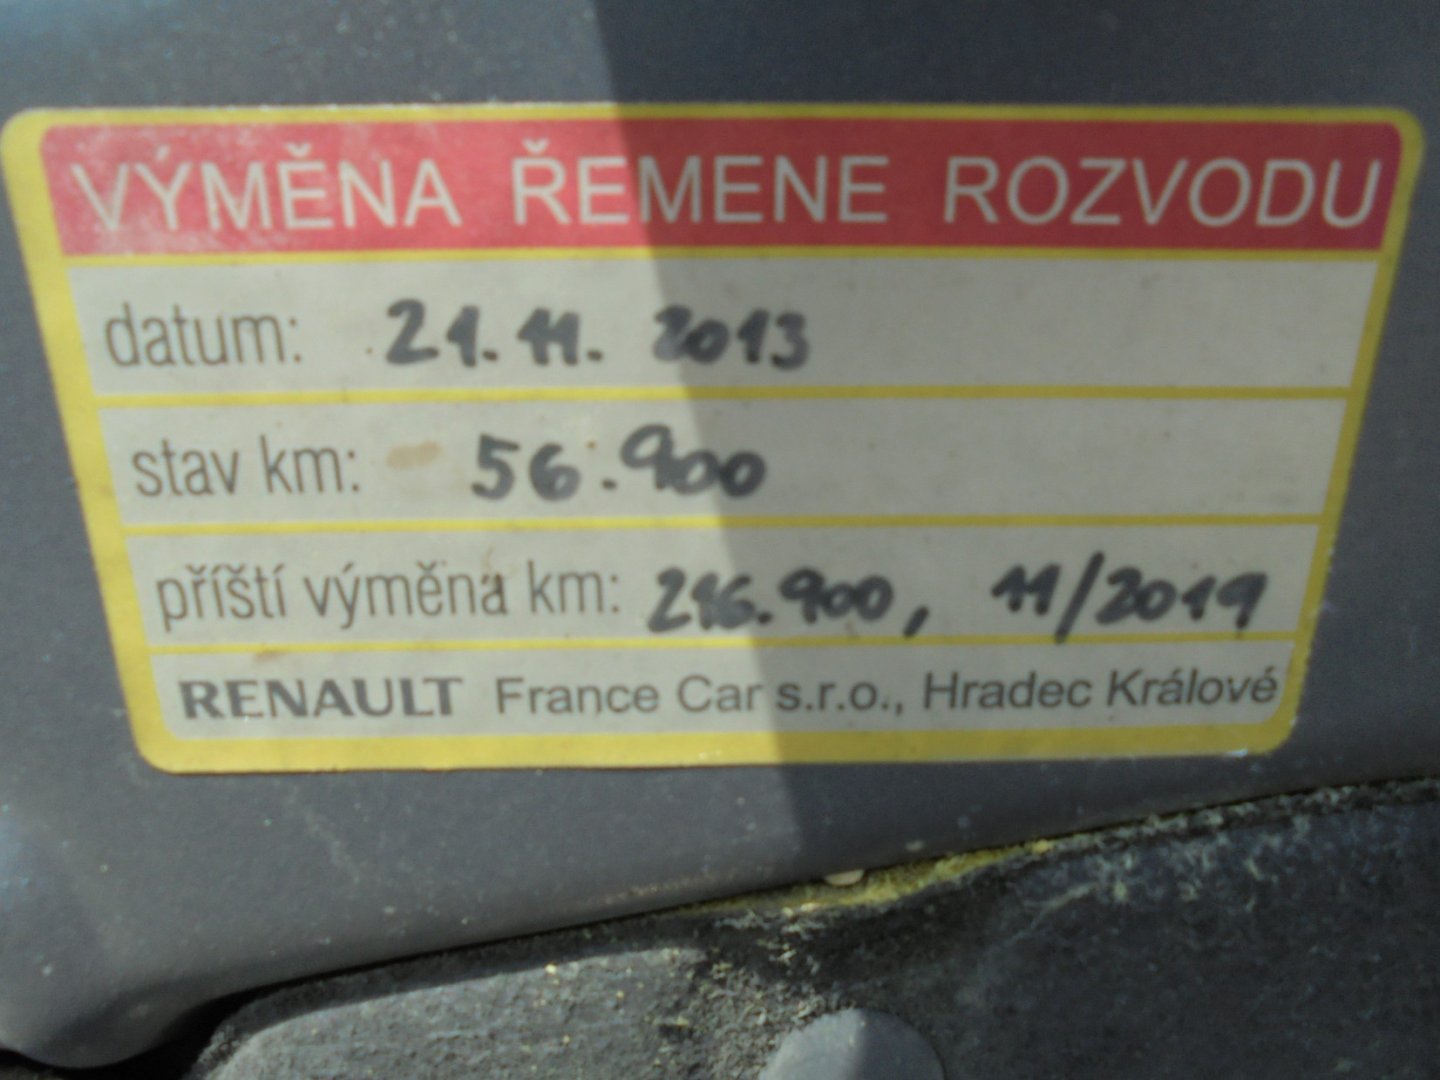 VÝMĚNA ŘEMENE ROZVODU
datum: 21.11. 2013
stav km: 56.900
příští výměna km: 216.900, 11/2019
RENAULT France Car s.r.o., Hradec Králové